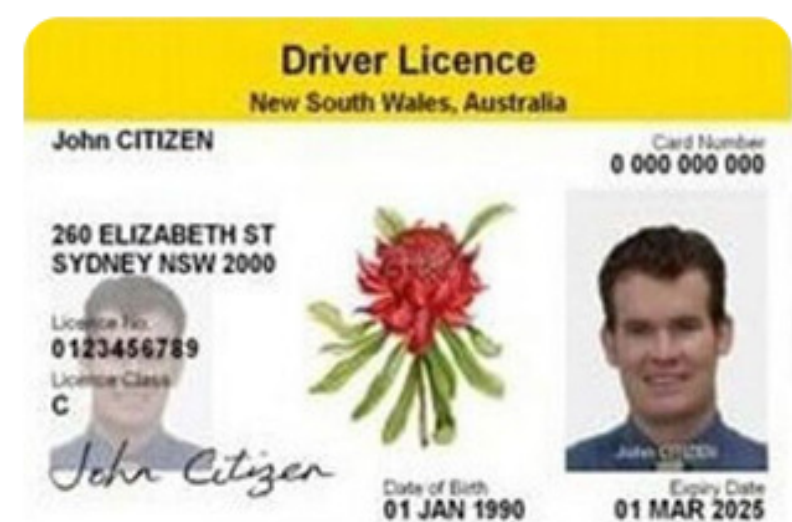 Driver Licence
New South Wales, Australia
John CITIZEN
Card Number
0 000 000 000
260 ELIZABETH ST
SYDNEY NSW 2000
Licence No.
0123456789
Licence Class
C
John CITIZEN
John Citizen
Date of Birth
01 JAN 1990
Expiry Date
01 MAR 2025